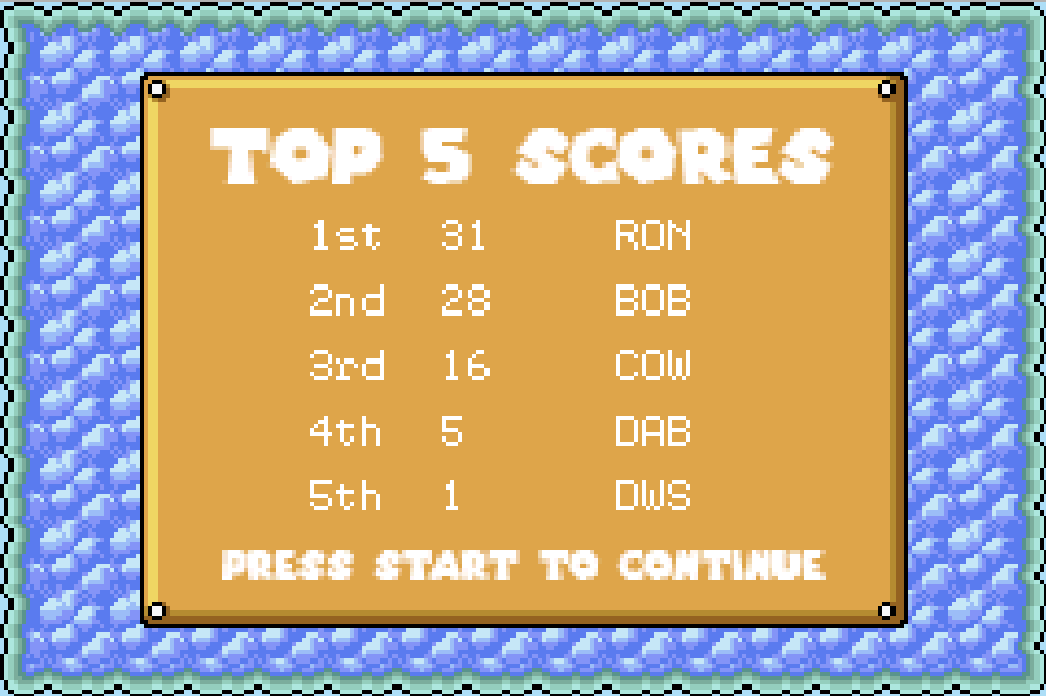 TOP 5 SCORES
1st 31 RON
2nd 28 BOB
3rd 16 COW
4th 5 DAB
5th 1 DWS
PRESS START TO CONTINUE